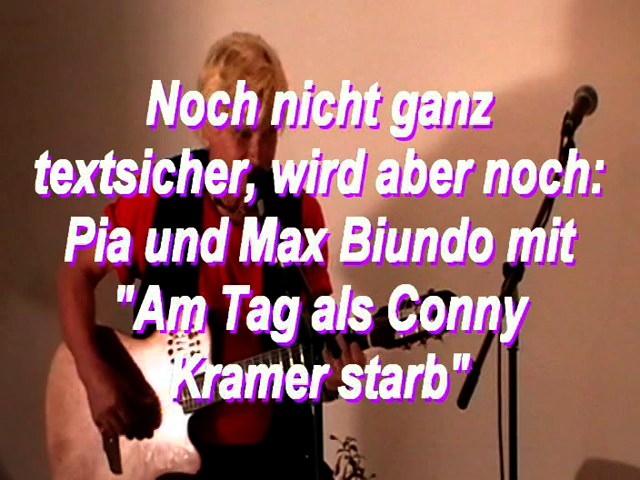 Noch nicht ganz
textsicher, wird aber noch:
Pia und Max Biundo mit
"Am Tag als Conny
Kramer starb"